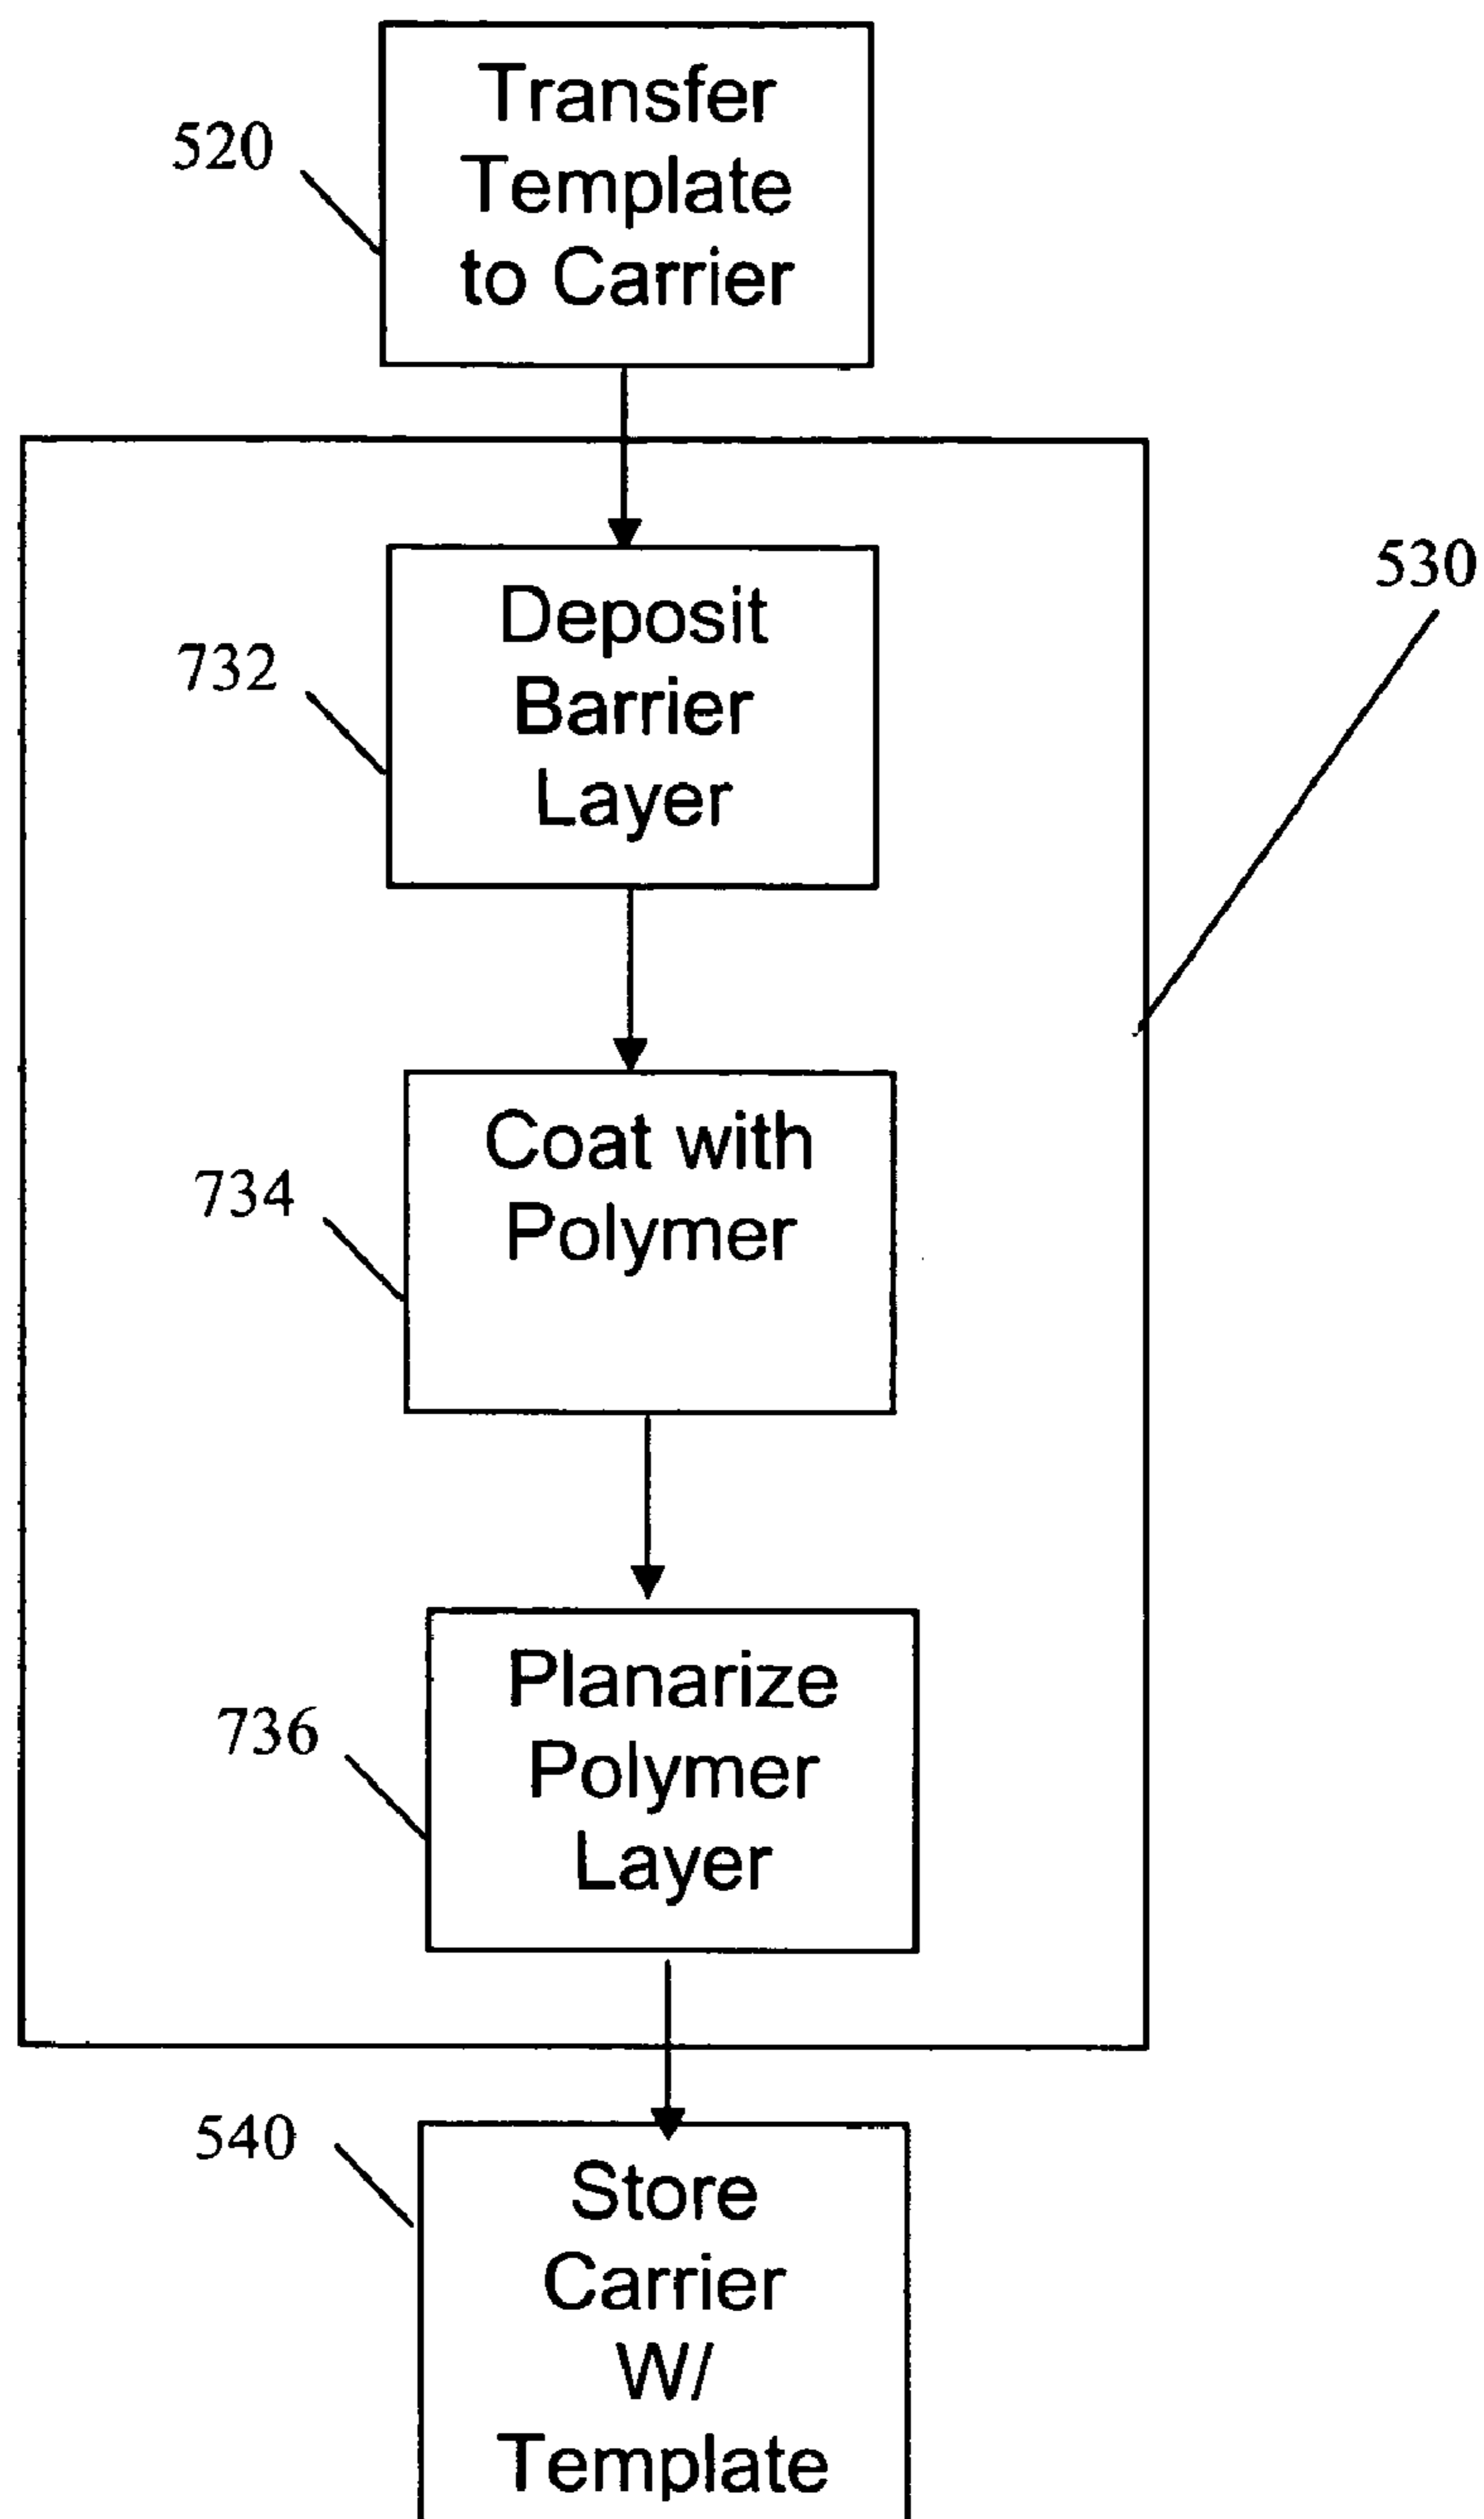 520
Transfer
Template
to Carrier
530
732
Deposit
Barrier
Layer
734
Coat with
Polymer
736
Planarize
Polymer
Layer
540
Store
Carrier
W/
Template